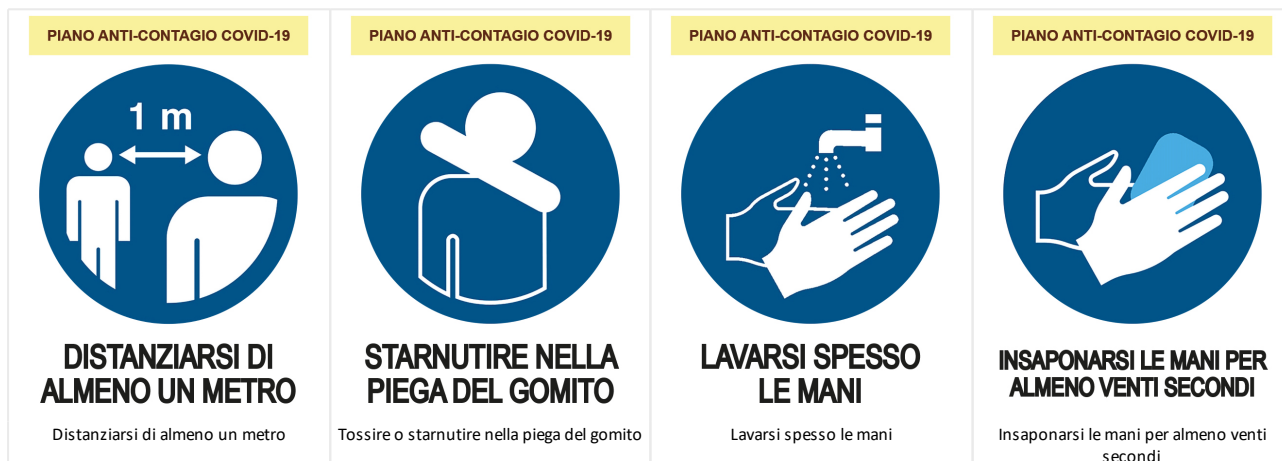 PIANO ANTI-CONTAGIO COVID-19
1 m
DISTANZIARSI DI
ALMENO UN METRO
Distanziarsi di almeno un metro
PIANO ANTI-CONTAGIO COVID-19
STARNUTIRE NELLA
PIEGA DEL GOMITO
Tossire o starnutire nella piega del gomito
PIANO ANTI-CONTAGIO COVID-19
LAVARSI SPESSO
LE MANI
Lavarsi spesso le mani
PIANO ANTI-CONTAGIO COVID-19
INSAPONARSI LE MANI PER
ALMENO VENTI SECONDI
Insaponarsi le mani per almeno venti
secondi